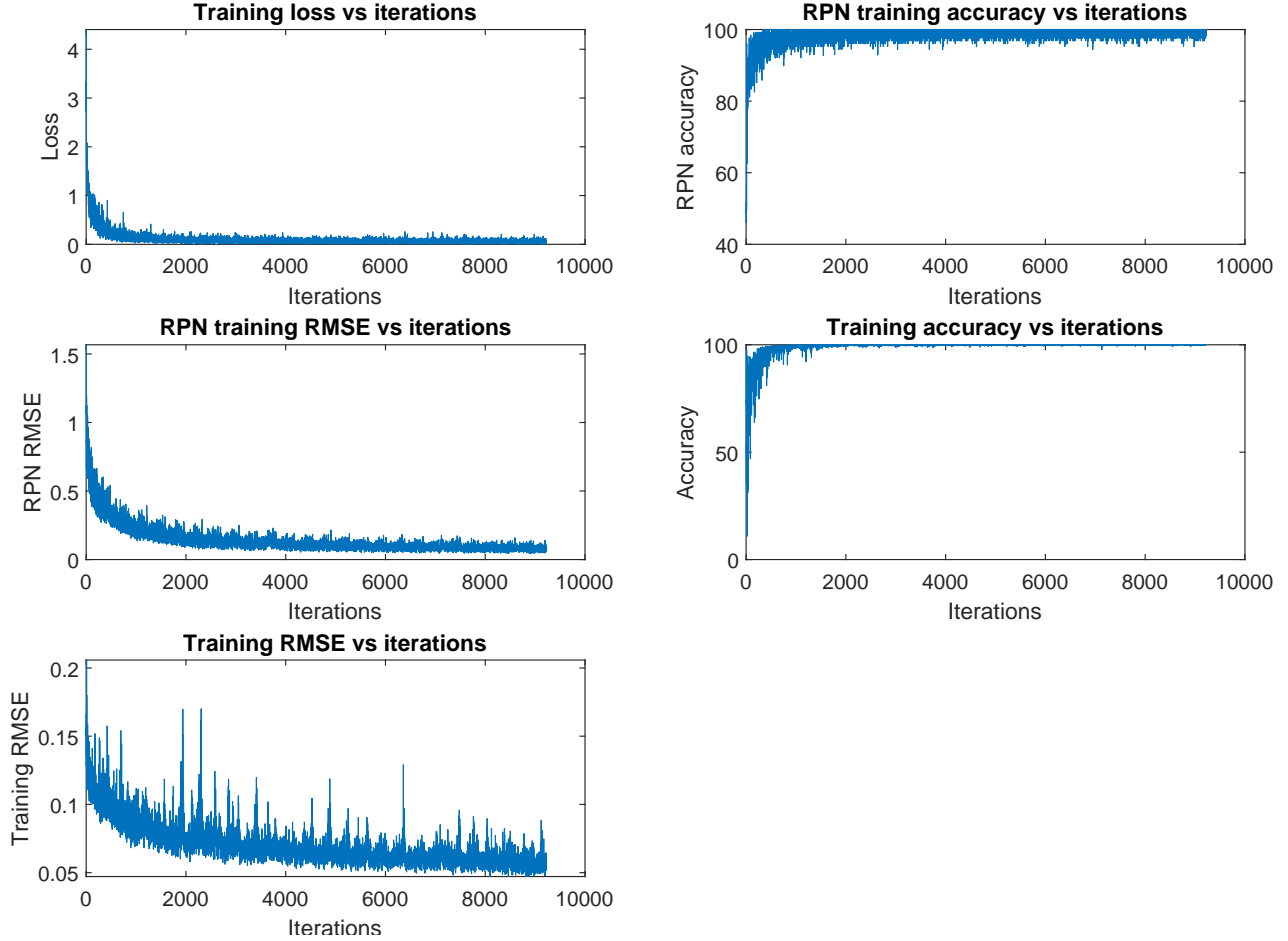 Training loss vs iterations
4
3
2
1
0
Loss
0 2000 4000 6000 8000 10000
Iterations
RPN training accuracy vs iterations
100
80
60
40
RPN accuracy
0 2000 4000 6000 8000 10000
Iterations
RPN training RMSE vs iterations
1.5
1
0.5
0
RPN RMSE
0 2000 4000 6000 8000 10000
Iterations
Training accuracy vs iterations
100
50
0
Accuracy
0 2000 4000 6000 8000 10000
Iterations
Training RMSE vs iterations
0.2
0.15
0.1
0.05
Training RMSE
0 2000 4000 6000 8000 10000
Iterations